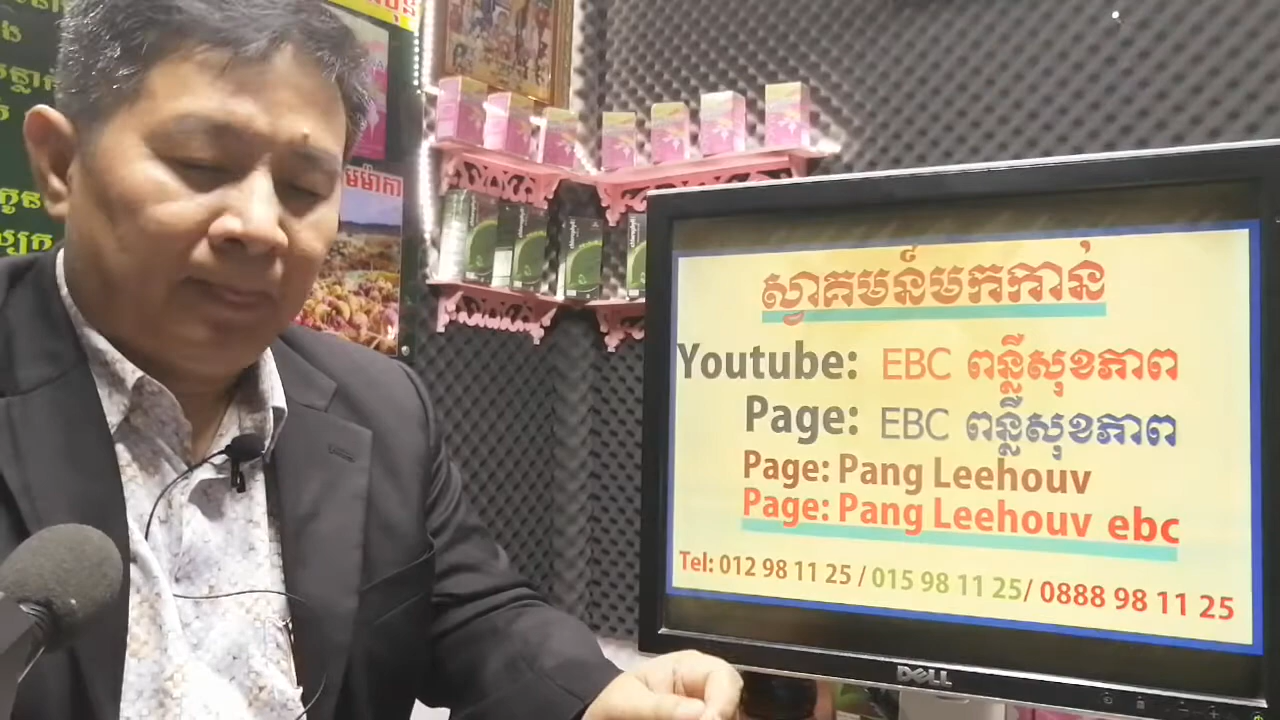 ស្វាគមន៍មកកាន់
Youtube: EBC ពន្លឺសុខភាព
Page: EBC ពន្លឺសុខភាព
Page: Pang Leehouv
Page: Pang Leehouv ebc
Tel: 012 98 11 25 / 015 98 11 25/ 0888 98 11 25
DELL